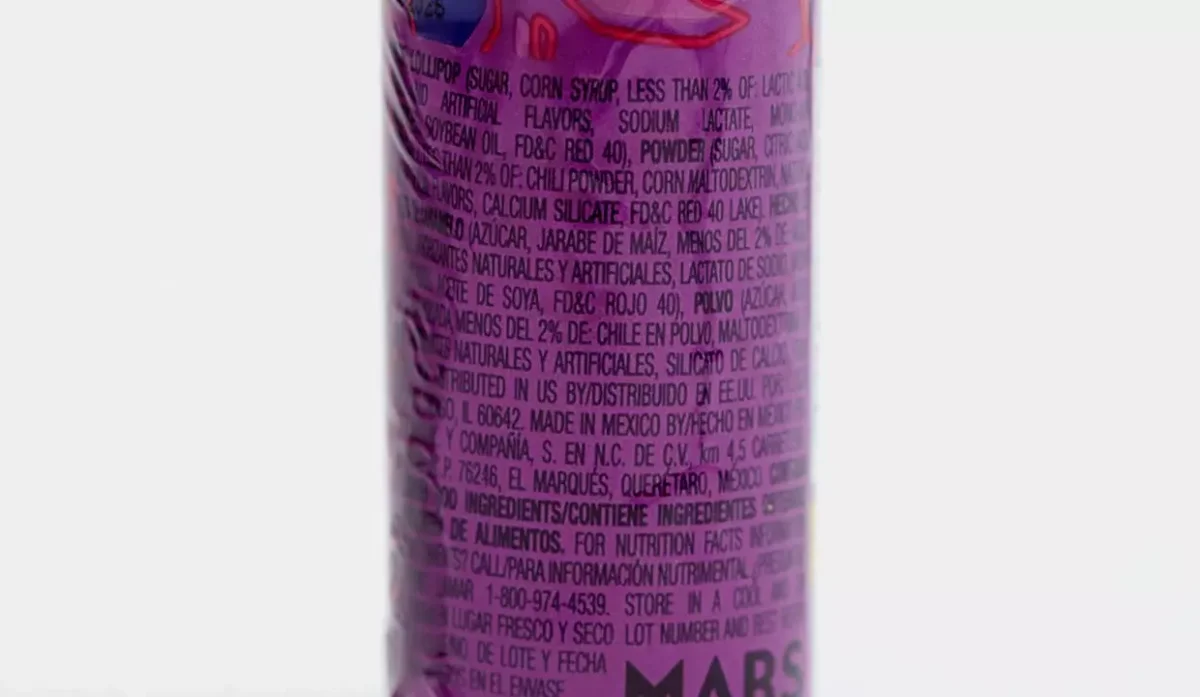 2026
LOLLIPOP (SUGAR, CORN SYRUP, LESS THAN 2% OF: LACTIC
ARTIFICIAL FLAVORS, SODIUM LACTATE,
SOYBEAN OIL, FD&C RED 40), POWDER (SUGAR, CITRIC
THAN 2% OF: CHILI POWDER, CORN MALTODEXTRIN,
FLAVORS, CALCIUM SILICATE, FD&C RED 40 LAKE). HECHO
(AZÚCAR, JARABE DE MAÍZ, MENOS DEL 2% DE
NATURALES Y ARTIFICIALES, LACTATO DE SODIO,
ACEITE DE SOYA, FD&C ROJO 40), POLVO (AZÚCAR,
MENOS DEL 2% DE: CHILE EN POLVO,
NATURALES Y ARTIFICIALES, SILICATO DE CALCIO,
IN US BY/DISTRIBUIDO EN EE.UU. POR:
IL 60642. MADE IN MEXICO BY/HECHO EN
Y COMPAÑÍA, S. EN N.C. DE C.V., km 4,5
P. 76246, EL MARQUÉS, QUERÉTARO, MÉXICO
INGREDIENTS/CONTIENE INGREDIENTES
DE ALIMENTOS. FOR NUTRITION FACTS
CALL/PARA INFORMACIÓN NUTRIMENTAL
1-800-974-4539. STORE IN A COOL
LUGAR FRESCO Y SECO LOT NUMBER AND
DE LOTE Y FECHA
EN EL ENVASE
MARS